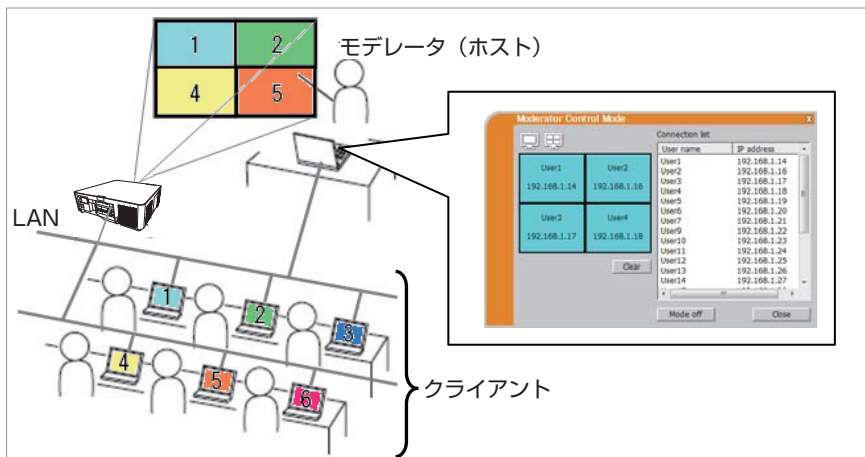 1 2
4 5
モデレータ（ホスト）
LAN
1 2 3
4 5 6
クライアント
Moderator Control Mode X
Connection list
User name IP address
User1 192.168.1.14
User2 192.168.1.16
User3 192.168.1.17
User4 192.168.1.18
User5 192.168.1.19
User6 192.168.1.20
User7 192.168.1.21
User9 192.168.1.22
User10 192.168.1.23
User11 192.168.1.24
User12 192.168.1.25
User13 192.168.1.26
User14 192.168.1.27
User1 User2
192.168.1.14 192.168.1.16
User3 User4
192.168.1.17 192.168.1.18
Clear
Mode off Close